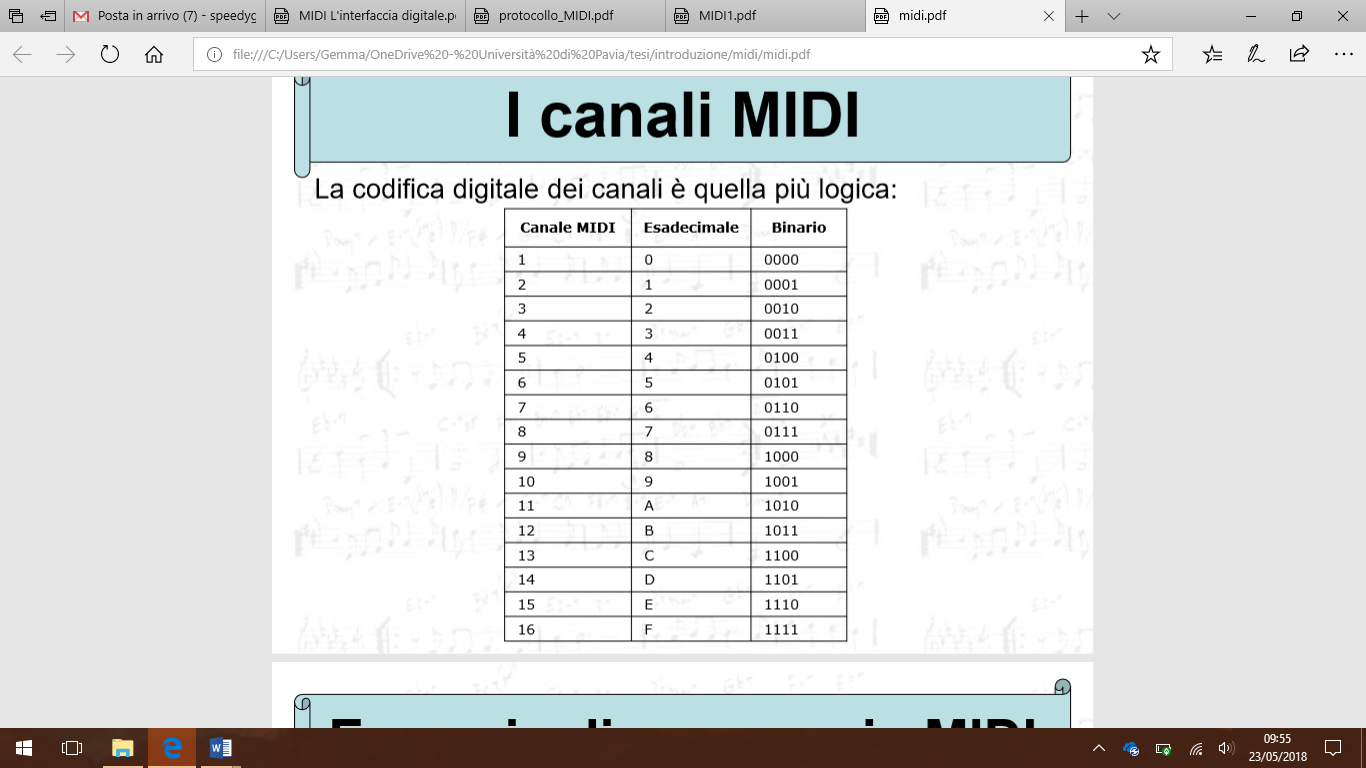 Posta in arrivo (7) - speedyg
MIDI L'interfaccia digitale.p
protocollo_MIDI.pdf
MIDI1.pdf
midi.pdf
file:///C:/Users/Gemma/OneDrive%20-%20Università%20di%20Pavia/tesi/introduzione/midi/midi.pdf
I canali MIDI
La codifica digitale dei canali è quella più logica:
Canale MIDI Esadecimale Binario
1 0 0000
2 1 0001
3 2 0010
4 3 0011
5 4 0100
6 5 0101
7 6 0110
8 7 0111
9 8 1000
10 9 1001
11 A 1010
12 B 1011
13 C 1100
14 D 1101
15 E 1110
16 F 1111
MIDI
09:55
23/05/2018